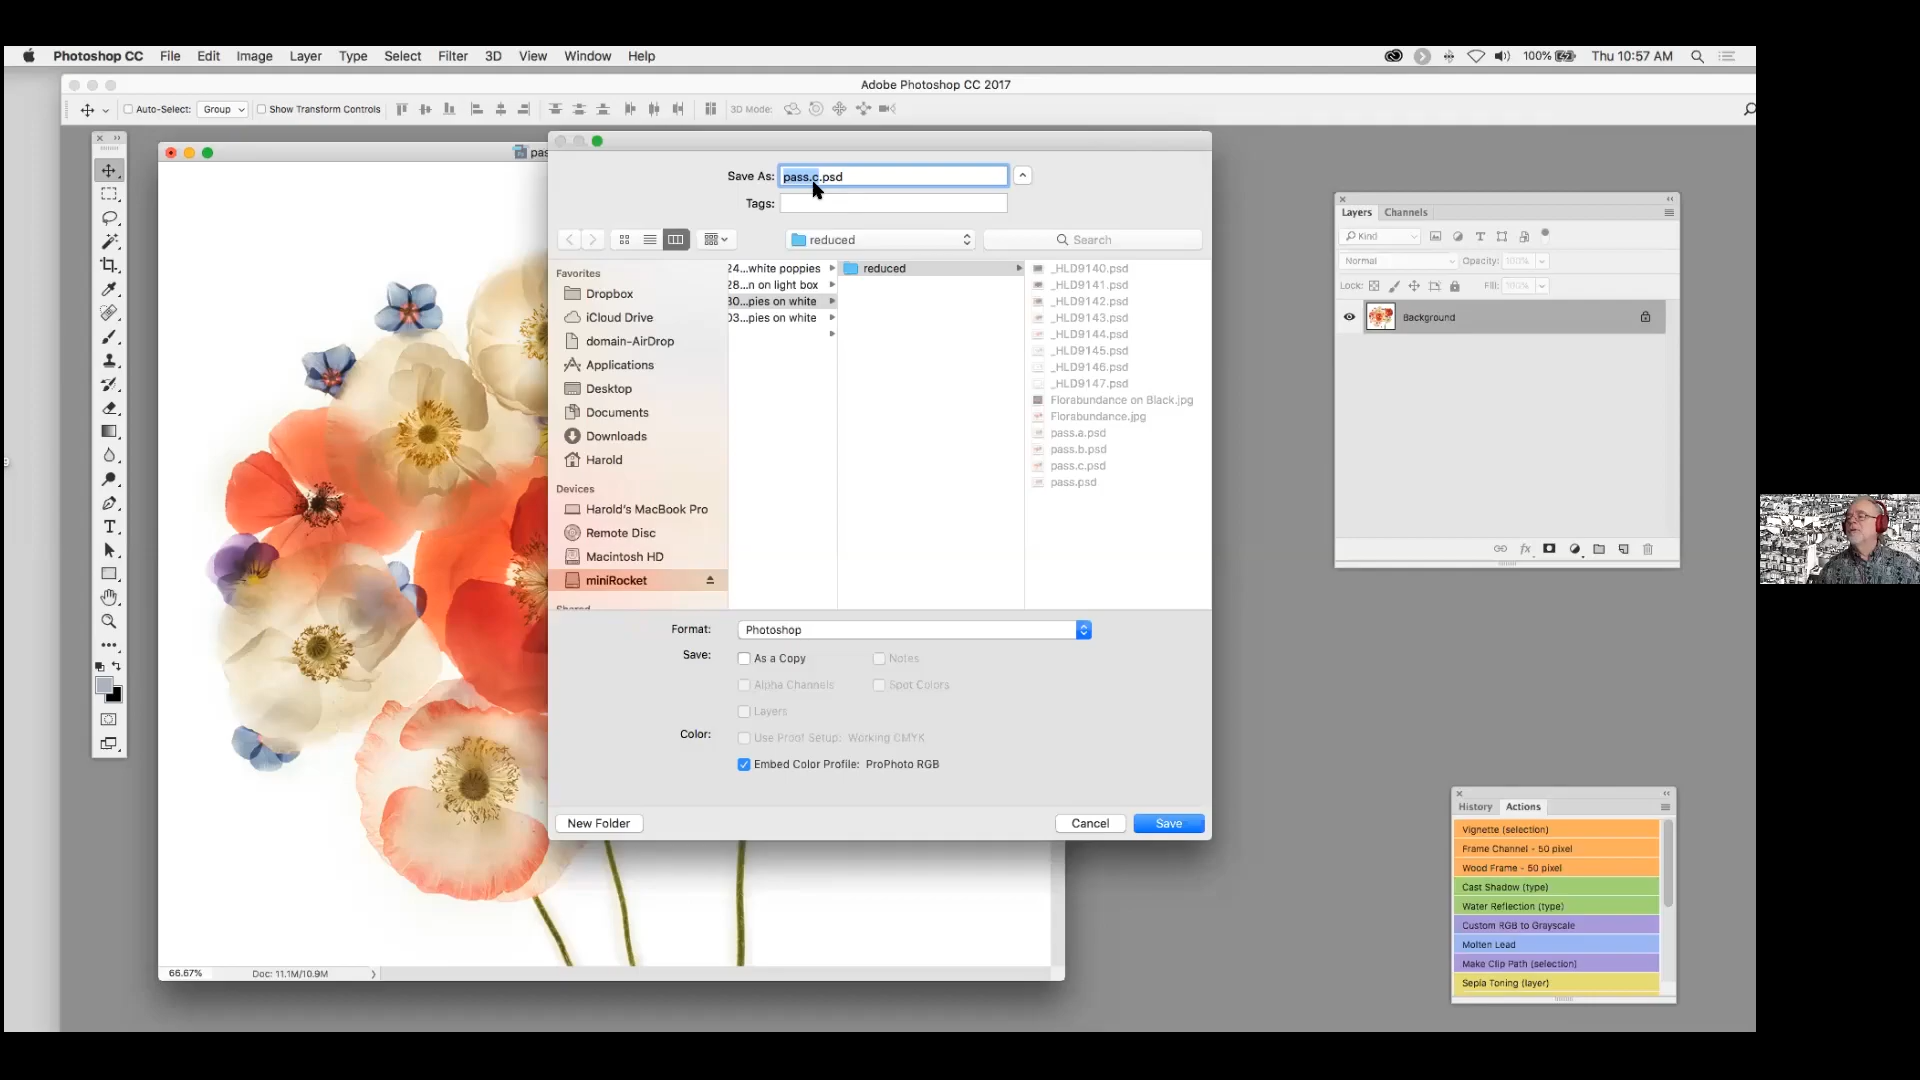 Photoshop CC File Edit Image Layer Type Select Filter 3D View Window Help 100% Thu 10:57 AM
Adobe Photoshop CC 2017
Auto-Select: Group Show Transform Controls 3D Mode:
Save As: pass.c.psd
Tags:
reduced Search
Favorites
Dropbox
iCloud Drive
domain-AirDrop
Applications
Desktop
Documents
Downloads
Harold
Devices
Harold's MacBook Pro
Remote Disc
Macintosh HD
miniRocket
24...white poppies
28...n on light box
30...pies on white
03...pies on white
reduced
_HLD9140.psd
_HLD9141.psd
_HLD9142.psd
_HLD9143.psd
_HLD9144.psd
_HLD9145.psd
_HLD9146.psd
_HLD9147.psd
Florabundance on Black.jpg
Florabundance.jpg
pass.a.psd
pass.b.psd
pass.c.psd
pass.psd
Format: Photoshop
Save: As a Copy Notes
Alpha Channels Spot Colors
Layers
Color: Use Proof Setup: Working CMYK
Embed Color Profile: ProPhoto RGB
New Folder Cancel Save
66.67% Doc: 11.1M/10.9M
Layers Channels
Kind
Normal Opacity: 100%
Lock: Fill: 100%
Background
fx
History Actions
Vignette (selection)
Frame Channel - 50 pixel
Wood Frame - 50 pixel
Cast Shadow (type)
Water Reflection (type)
Custom RGB to Grayscale
Molten Lead
Make Clip Path (selection)
Sepia Toning (layer)